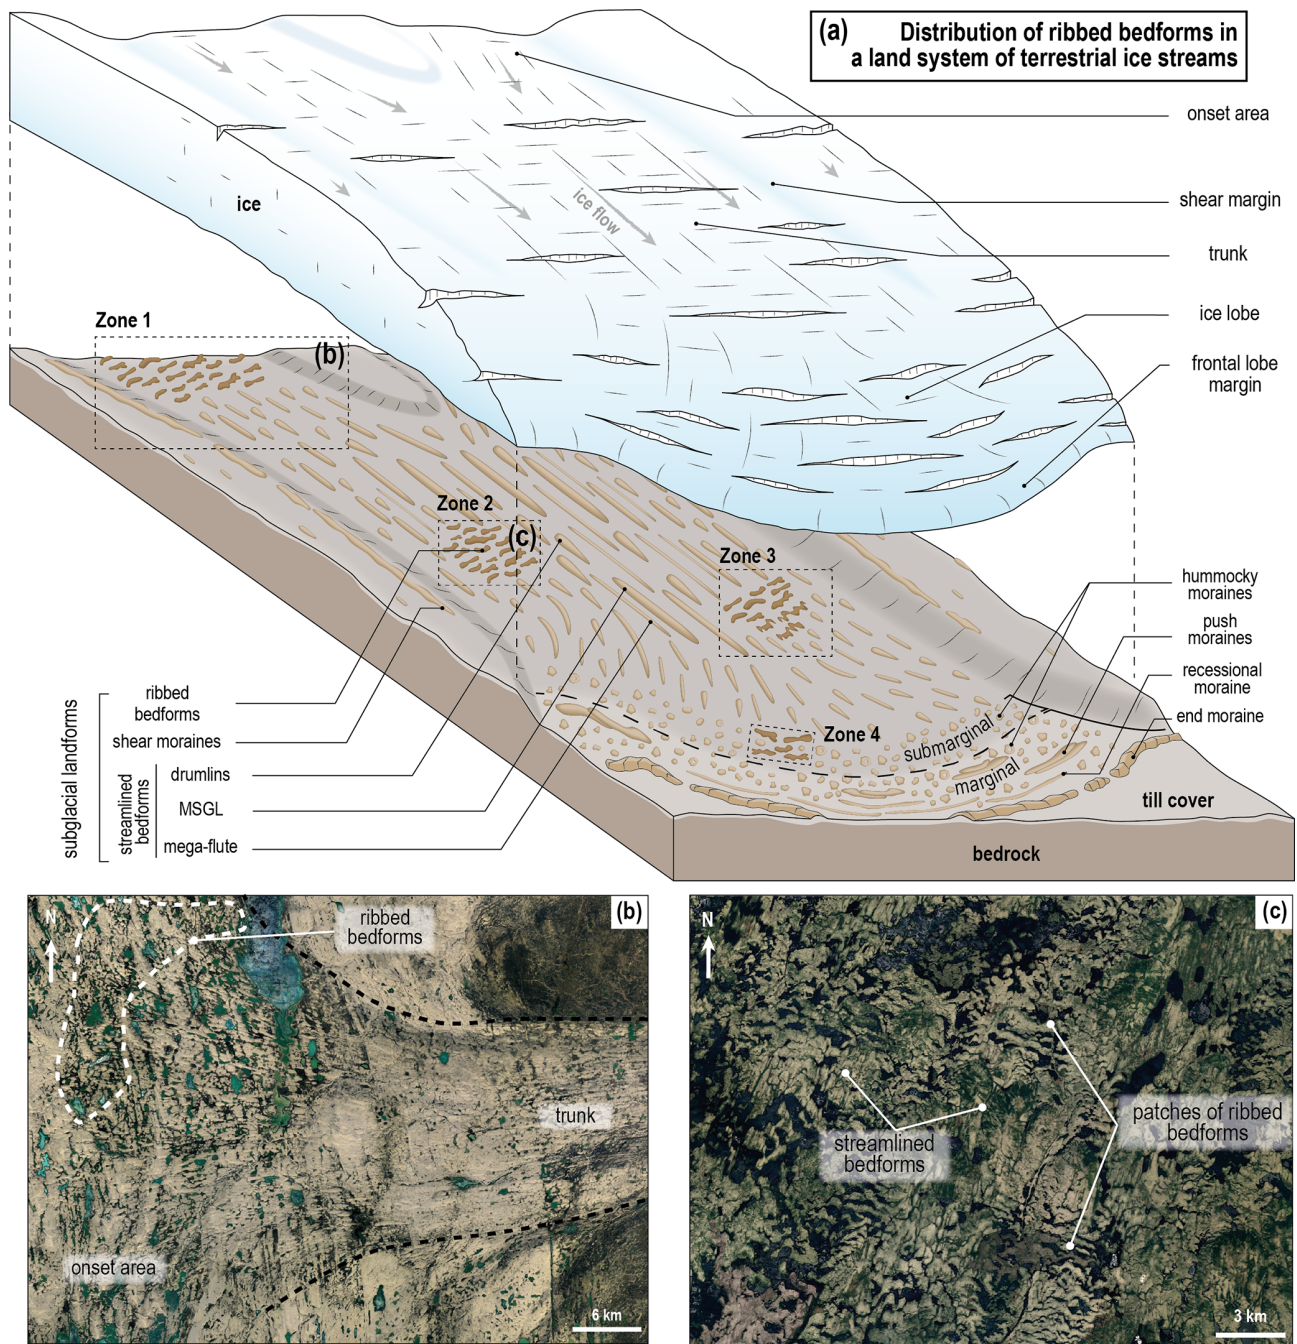 (a) Distribution of ribbed bedforms in
a land system of terrestrial ice streams
onset area
shear margin
trunk
ice lobe
frontal lobe
margin
ice
ice flow
Zone 1
(b)
Zone 2
(c)
Zone 3
Zone 4
hummocky
moraines
push
moraines
recessional
moraine
end moraine
submarginal
marginal
till cover
bedrock
subglacial landforms
ribbed
bedforms
shear moraines
streamlined
bedforms
drumlins
MSGL
mega-flute
(b)
N
ribbed
bedforms
trunk
onset area
6 km
(c)
N
streamlined
bedforms
patches of ribbed
bedforms
3 km